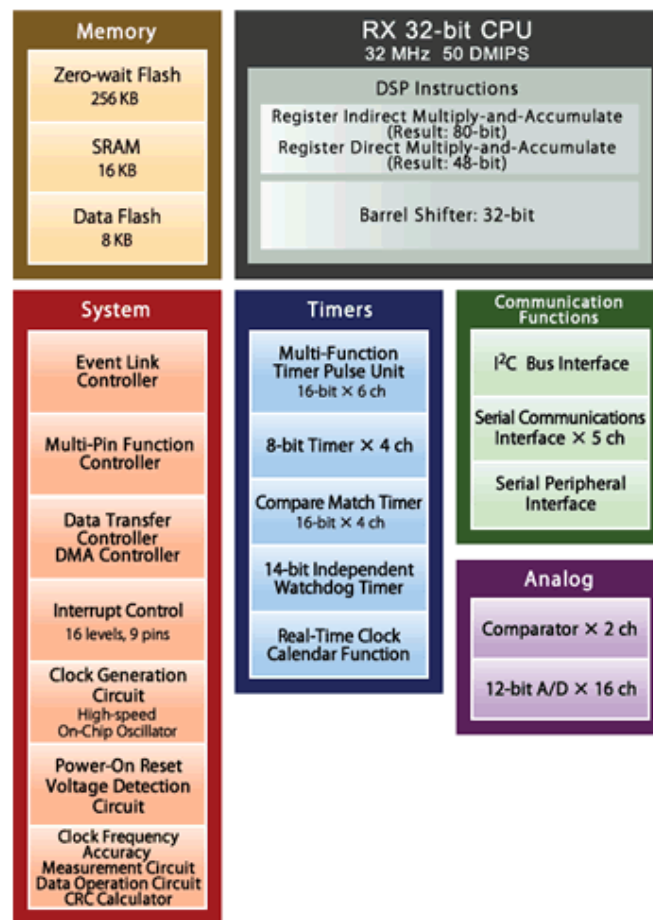 Memory
Zero-wait Flash
256 KB
SRAM
16 KB
Data Flash
8 KB
RX 32-bit CPU
32 MHz 50 DMIPS
DSP Instructions
Register Indirect Multiply-and-Accumulate
(Result: 80-bit)
Register Direct Multiply-and-Accumulate
(Result: 48-bit)
Barrel Shifter: 32-bit
System
Event Link
Controller
Multi-Pin Function
Controller
Data Transfer
Controller
DMA Controller
Interrupt Control
16 levels, 9 pins
Clock Generation
Circuit
High-speed
On-Chip Oscillator
Power-On Reset
Voltage Detection
Circuit
Clock Frequency
Accuracy
Measurement Circuit
Data Operation Circuit
CRC Calculator
Timers
Multi-Function
Timer Pulse Unit
16-bit × 6 ch
8-bit Timer × 4 ch
Compare Match Timer
16-bit × 4 ch
14-bit Independent
Watchdog Timer
Real-Time Clock
Calendar Function
Communication
Functions
I²C Bus Interface
Serial Communications
Interface × 5 ch
Serial Peripheral
Interface
Analog
Comparator × 2 ch
12-bit A/D × 16 ch